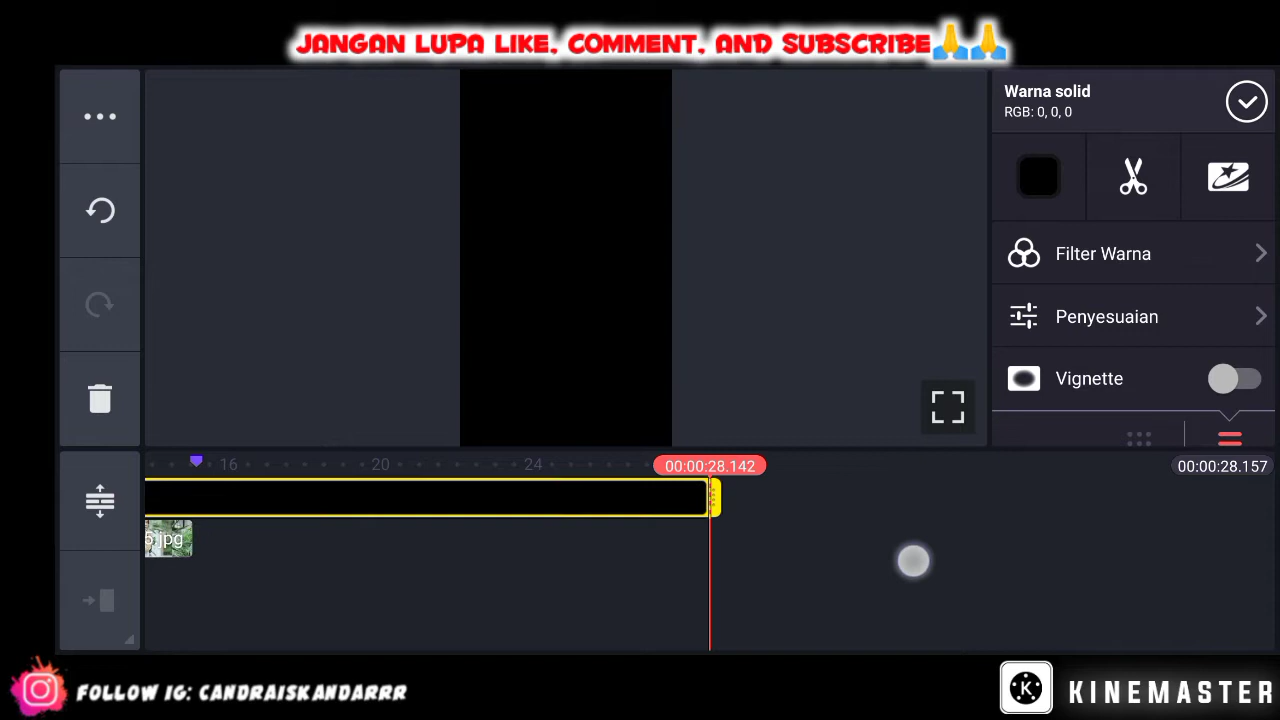 JANGAN LUPA LIKE, COMMENT, AND SUBSCRIBE🙏🙏
Warna solid
RGB: 0, 0, 0
Filter Warna
Penyesuaian
Vignette
16
20
24
00:00:28.142
00:00:28.157
6.jpg
FOLLOW IG: CANDRAISKANDARRR
K KINEMASTER